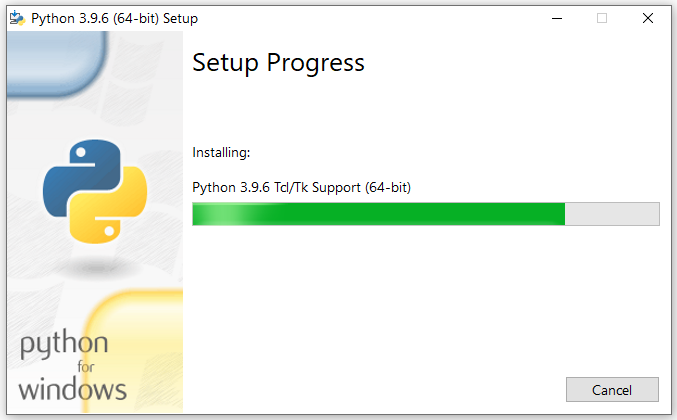 Python 3.9.6 (64-bit) Setup
Setup Progress
Installing:
Python 3.9.6 Tcl/Tk Support (64-bit)
python
for
windows
Cancel